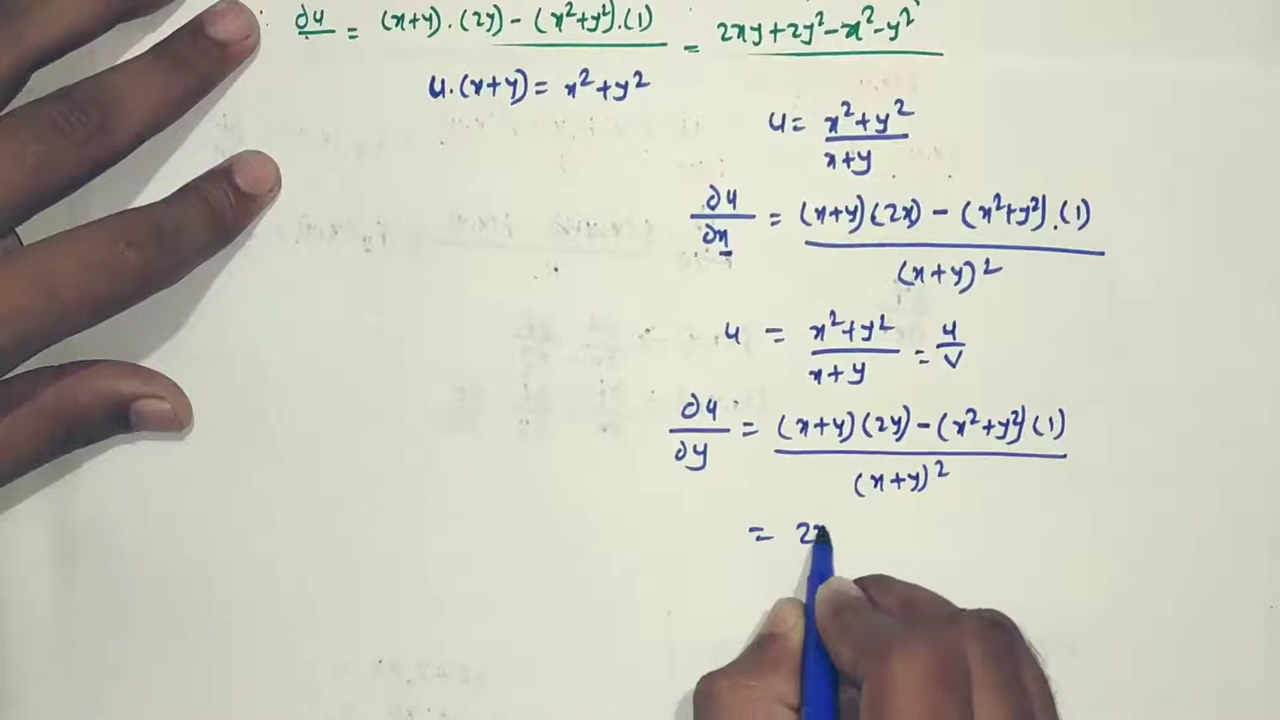 ∂u = (x+y).(2y) - (x²+y²).(1) = 2xy+2y²-x²-y²
u.(x+y) = x²+y²
u = x²+y²
x+y
∂u = (x+y)(2x) - (x²+y²).(1)
∂x (x+y)²
u = x²+y² = u
x+y v
∂u = (x+y)(2y) - (x²+y²)(1)
∂y (x+y)²
= 2x